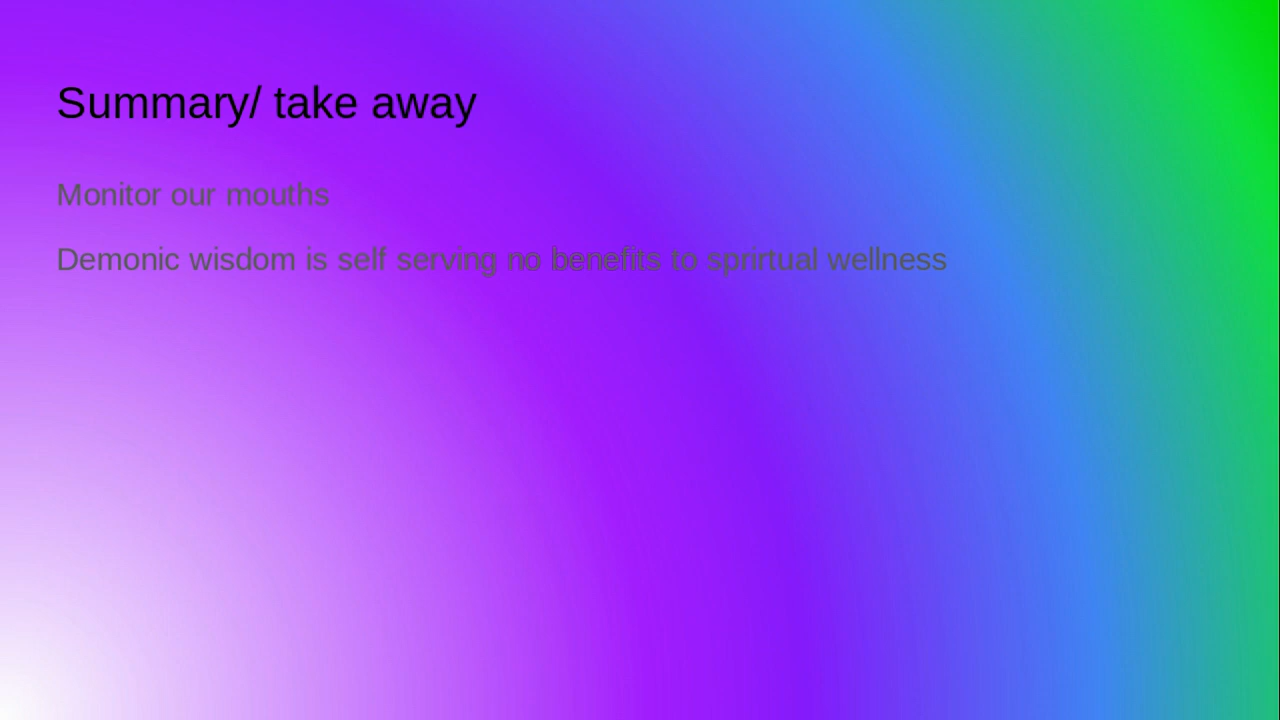 Summary/ take away
Monitor our mouths
Demonic wisdom is self serving no benefits to sprirtual wellness